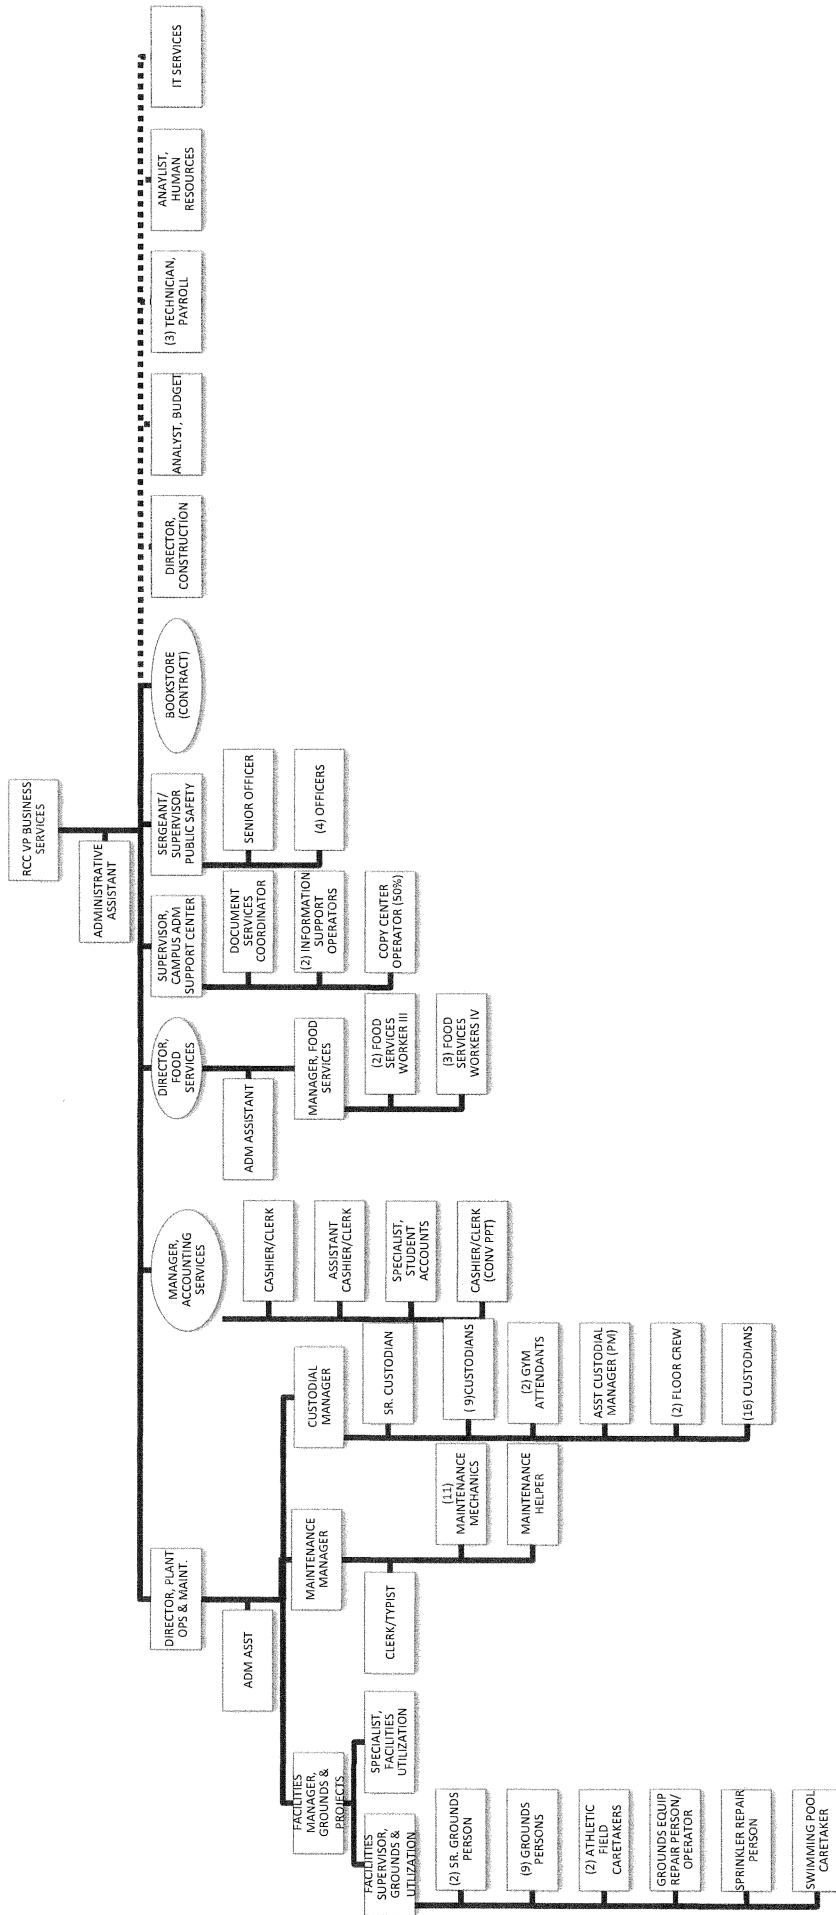 RCC VP BUSINESS
SERVICES
ADMINISTRATIVE
ASSISTANT
DIRECTOR, PLANT
OPS & MAINT.
MANAGER,
ACCOUNTING
SERVICES
DIRECTOR,
FOOD
SERVICES
SUPERVISOR,
CAMPUS ADM
SUPPORT CENTER
SERGEANT/
SUPERVISOR
PUBLIC SAFETY
BOOKSTORE
(CONTRACT)
DIRECTOR,
CONSTRUCTION
ANALYST, BUDGET
(3) TECHNICIAN,
PAYROLL
ANAYLIST,
HUMAN
RESOURCES
IT SERVICES
ADM ASST
FACILITIES
MANAGER,
GROUNDS &
PROJECTS
MAINTENANCE
MANAGER
CUSTODIAL
MANAGER
FACILIITIES
SUPERVISOR,
GROUNDS &
UTLIZATION
SPECIALIST,
FACILITIES
UTILIZATION
(2) SR. GROUNDS
PERSON
(9) GROUNDS
PERSONS
(2) ATHLETIC
FIELD
CARETAKERS
GROUNDS EQUIP
REPAIR PERSON/
OPERATOR
SPRINKLER REPAIR
PERSON
SWIMMING POOL
CARETAKER
CLERK/TYPIST
(11)
MAINTENANCE
MECHANICS
MAINTENANCE
HELPER
SR. CUSTODIAN
( 9)CUSTODIANS
(2) GYM
ATTENDANTS
ASST CUSTODIAL
MANAGER (PM)
(2) FLOOR CREW
(16) CUSTODIANS
CASHIER/CLERK
ASSISTANT
CASHIER/CLERK
SPECIALIST,
STUDENT
ACCOUNTS
CASHIER/CLERK
(CONV PPT)
ADM ASSISTANT
MANAGER, FOOD
SERVICES
(2) FOOD
SERVICES
WORKER III
(3) FOOD
SERVICES
WORKERS IV
DOCUMENT
SERVICES
COORDINATOR
(2) INFORMATION
SUPPORT
OPERATORS
COPY CENTER
OPERATOR (50%)
SENIOR OFFICER
(4) OFFICERS